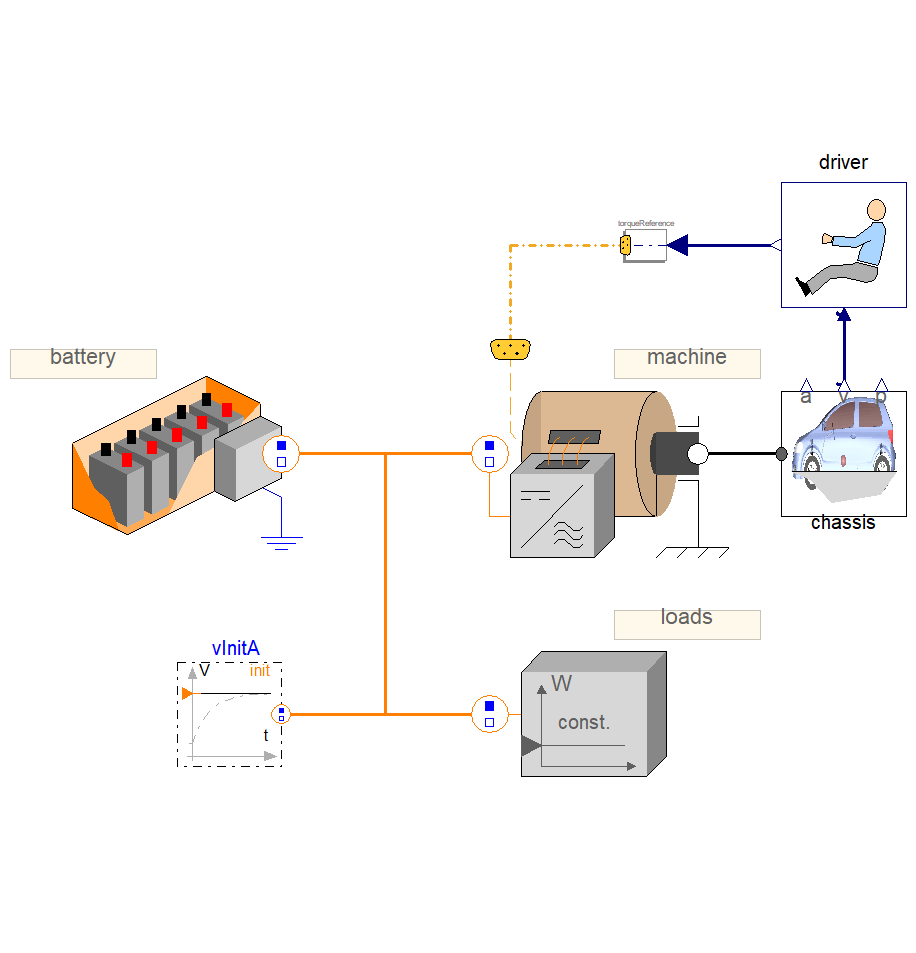 driver
torqueReference
battery
machine
a v p
chassis
loads
vInitA
V init
t
W
const.